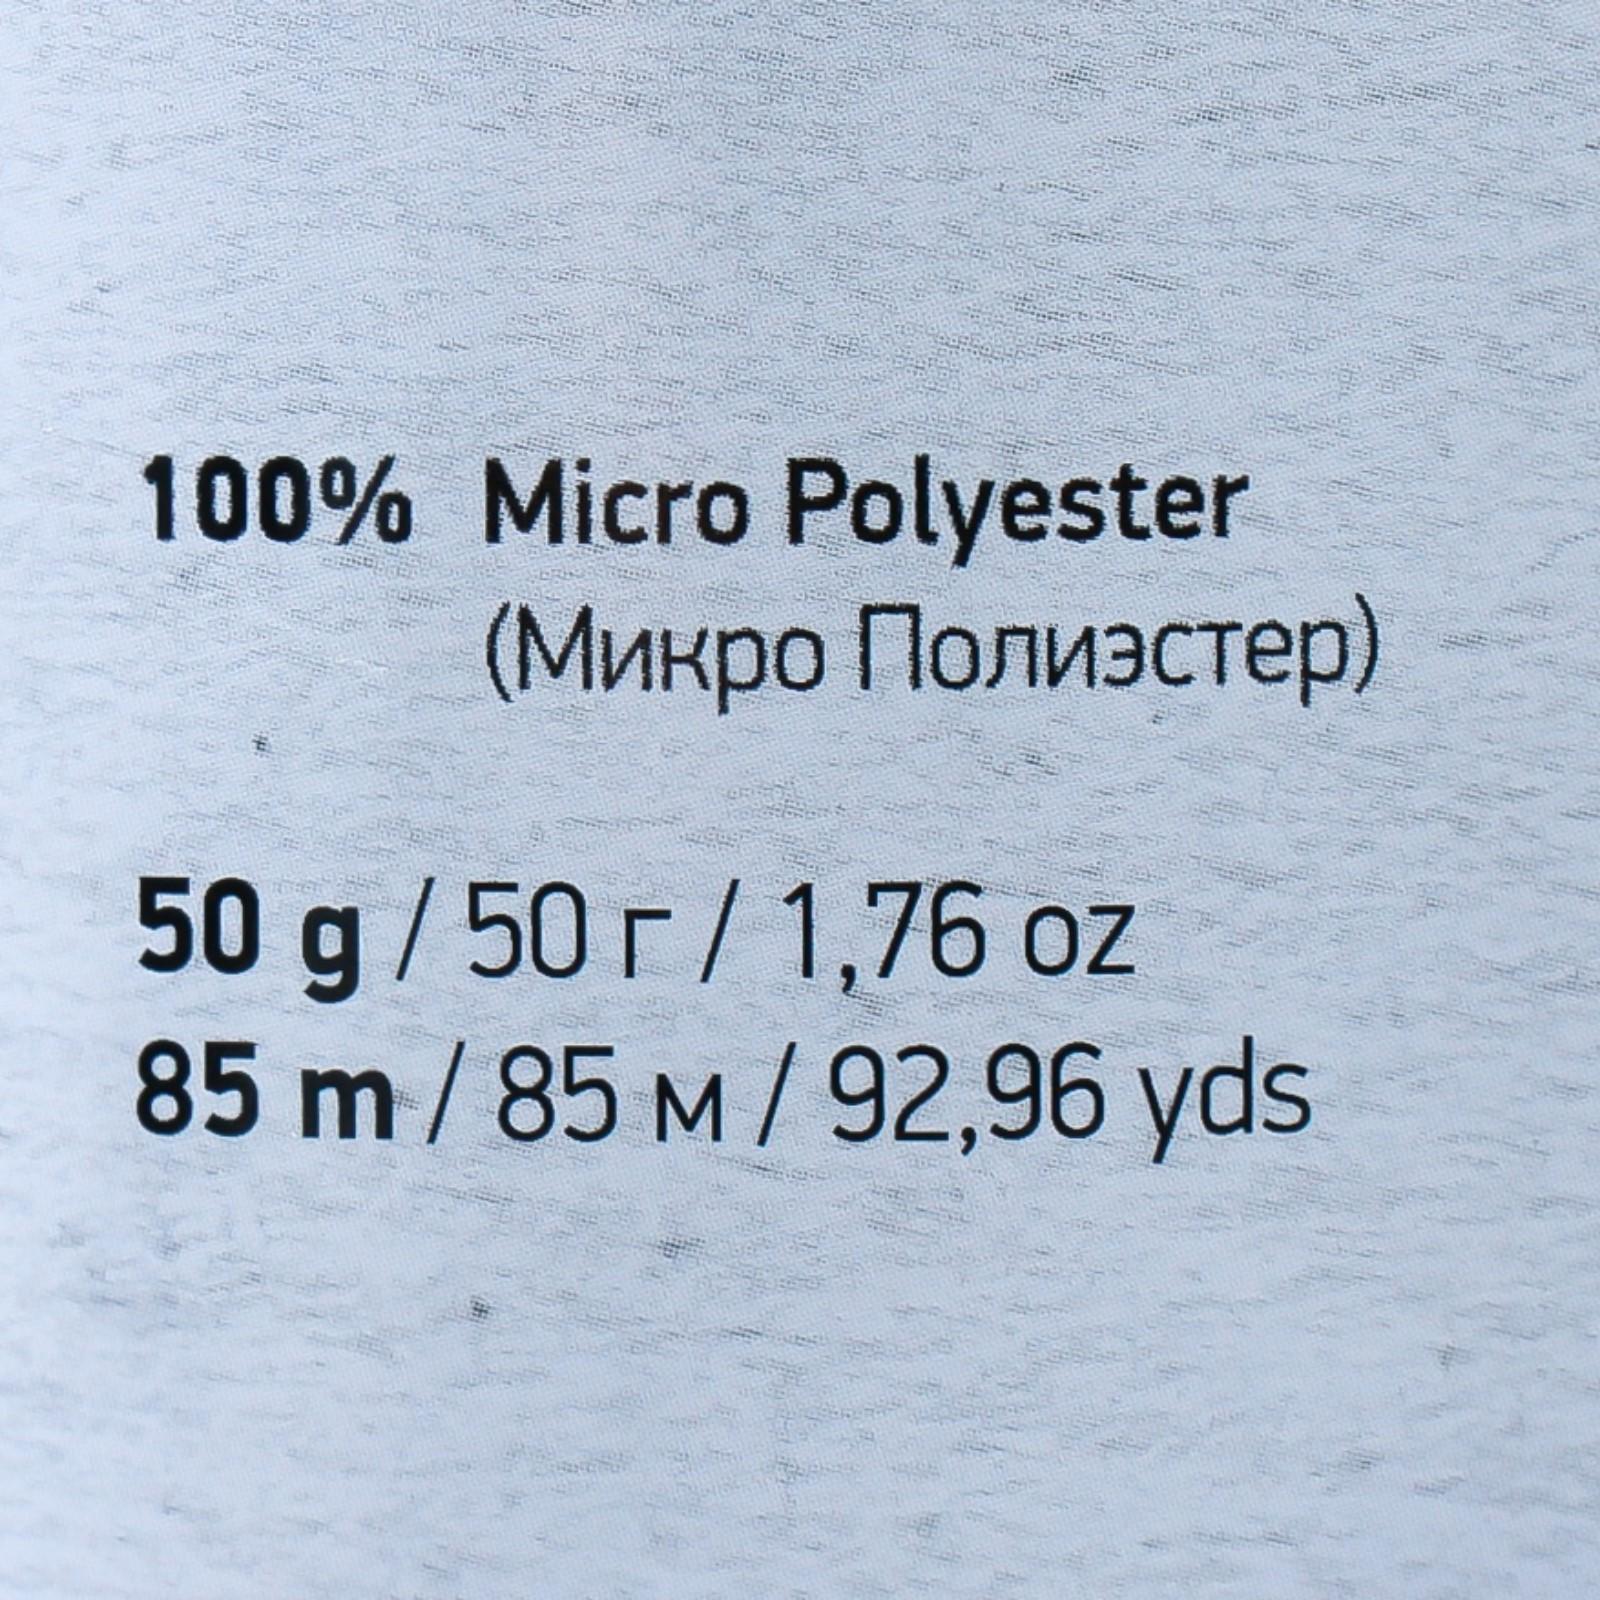 100% Micro Polyester
(Микро Полиэстер)
50 g / 50 г / 1,76 oz
85 m / 85 м / 92,96 yds